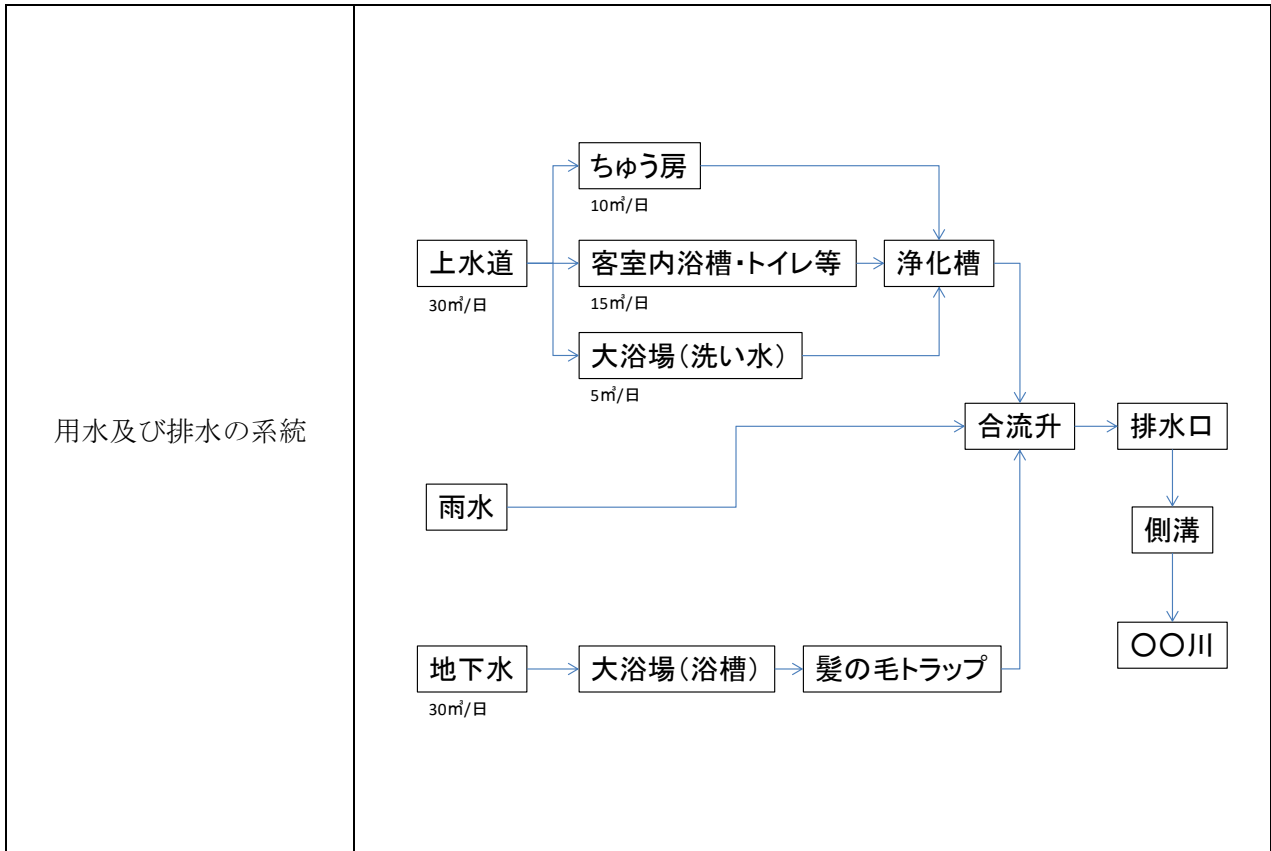 用水及び排水の系統
ちゅう房
10㎥/日
上水道
30㎥/日
客室内浴槽・トイレ等
15㎥/日
浄化槽
大浴場(洗い水)
5㎥/日
合流升
排水口
雨水
側溝
地下水
30㎥/日
大浴場(浴槽)
髪の毛トラップ
〇〇川